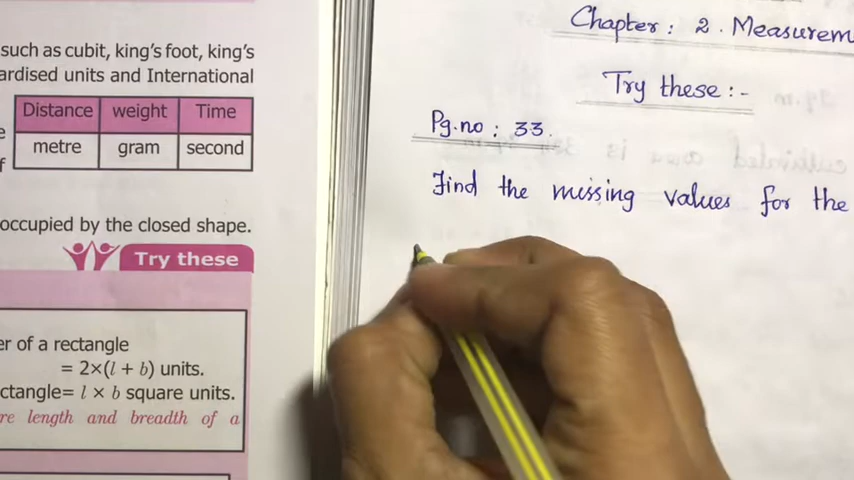 such as cubit, king's foot, king's
ardised units and International
Distance weight Time
metre gram second
occupied by the closed shape.
Try these
er of a rectangle
= 2×(l + b) units.
ctangle= l × b square units.
re length and breadth of a
Chapter : 2. Measurem
Try these :-
Pg.no : 33.
Find the missing values for the